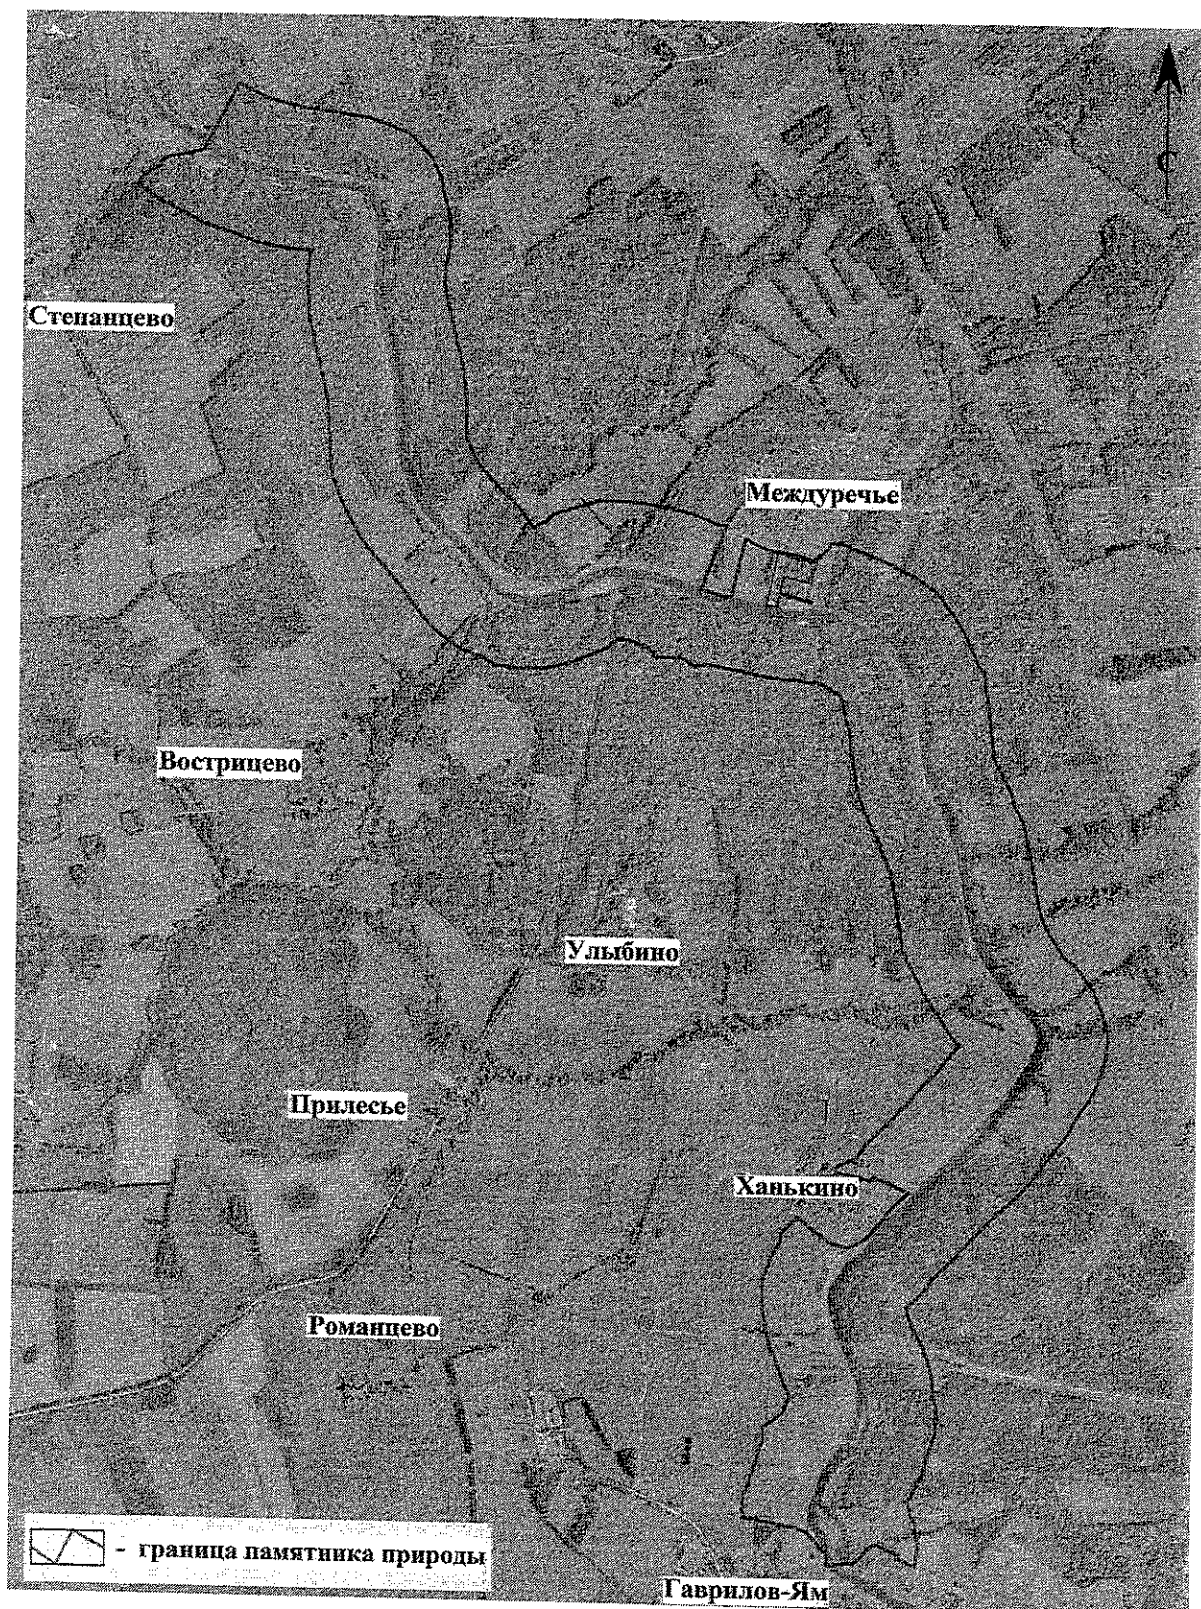 С
Степанцево
Междуречье
Вострицево
Улыбино
Прилесье
Ханькино
Романцево
- граница памятника природы
Гаврилов-Ям